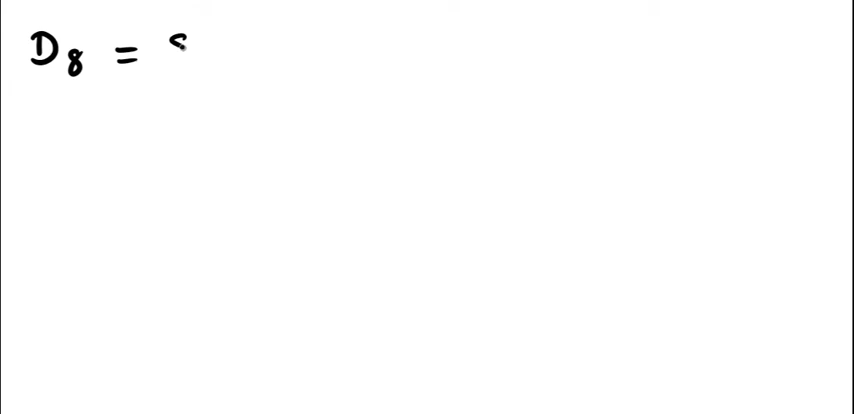 D₈ =